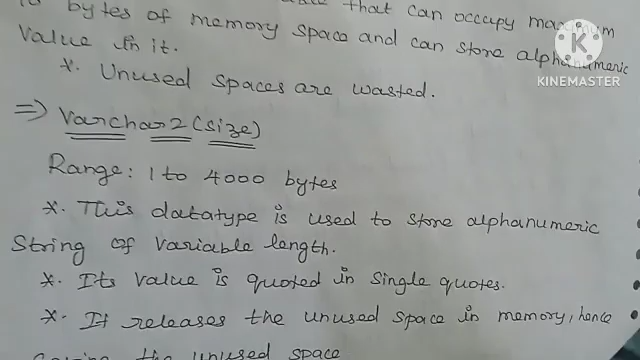 bytes of memory space and can occupy maximum
Value in it. and can store alphanumeric
*. Unused spaces are wasted.
KINEMASTER
=> Varchar2 (size)
Range: 1 to 4000 bytes
*. This datatype is used to store alphanumeric
String of variable length.
*. Its value is quoted in single quotes.
*. It releases the unused space in memory, hence
the unused space